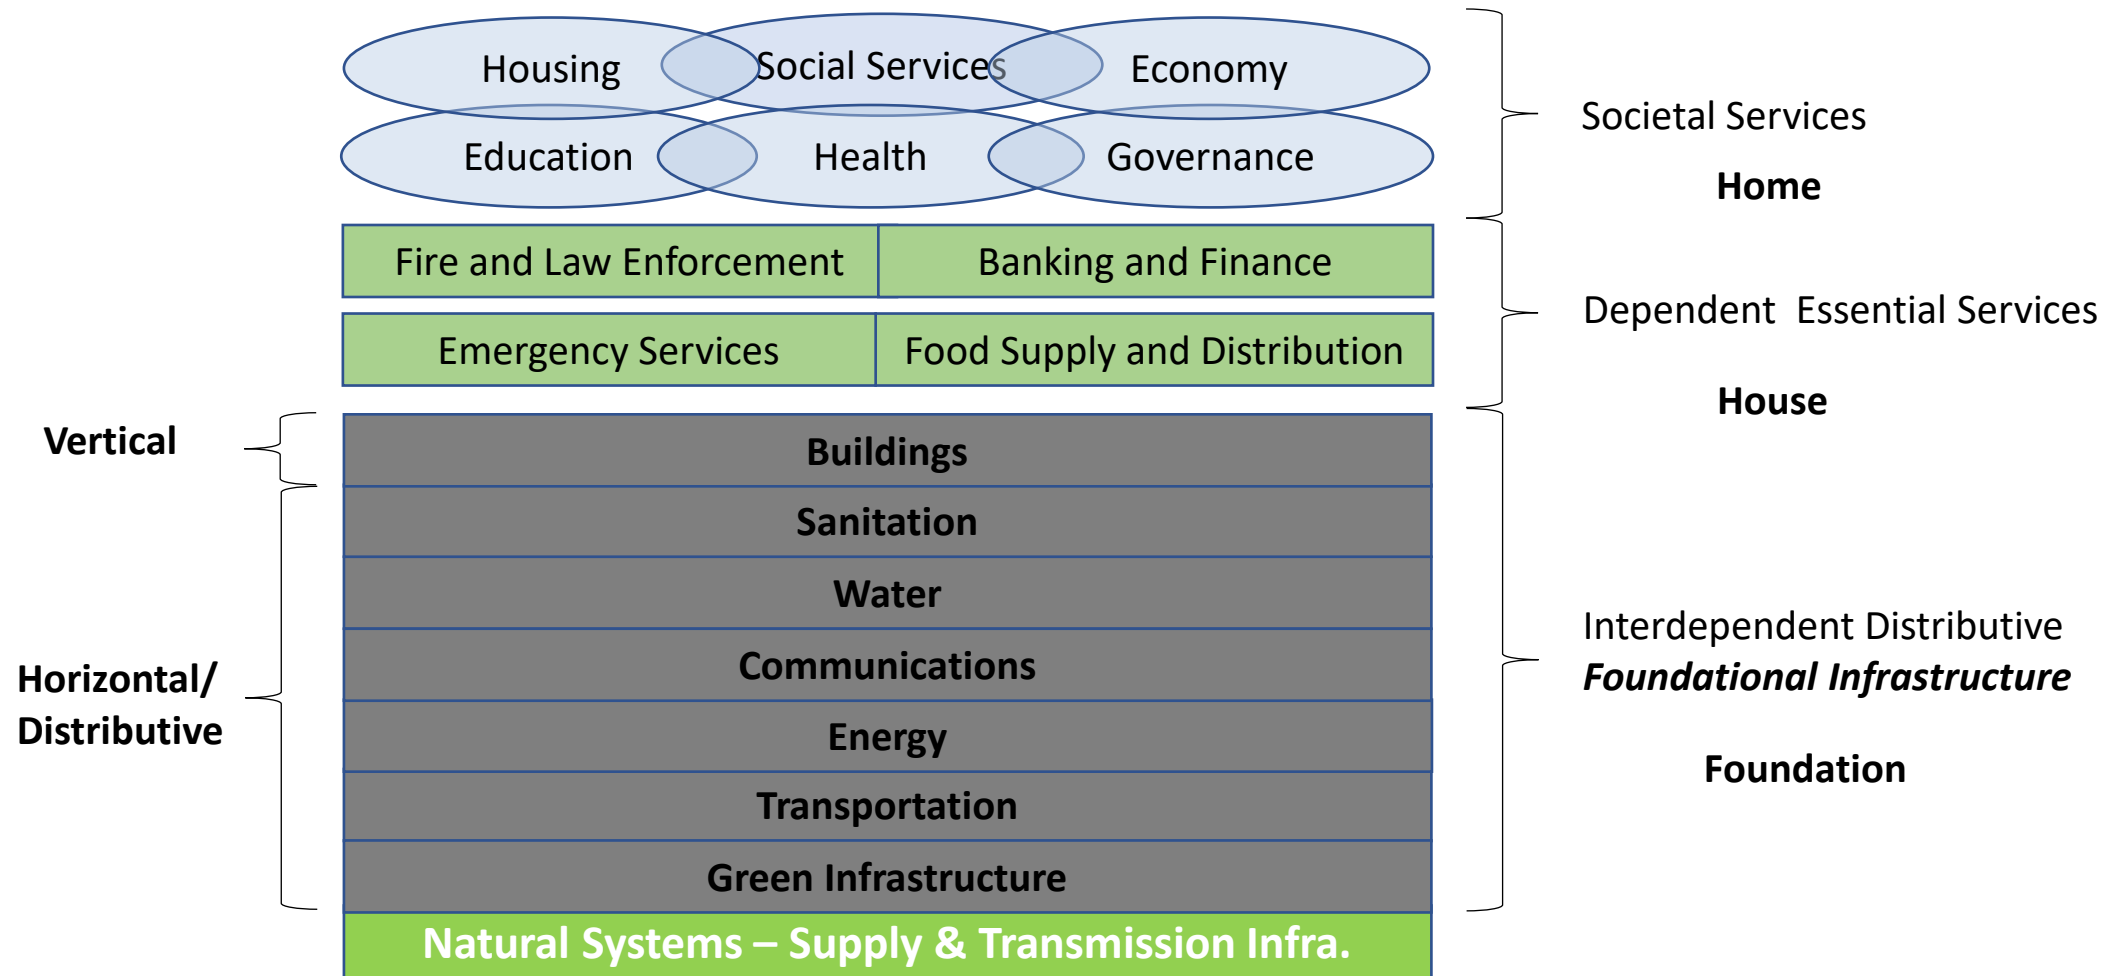 Housing
Social Services
Economy
Education
Health
Governance
Societal Services
Home
Fire and Law Enforcement
Banking and Finance
Emergency Services
Food Supply and Distribution
Dependent  Essential Services
House
Vertical
Buildings
Sanitation
Water
Communications
Energy
Transportation
Green Infrastructure
Horizontal/
Distributive
Interdependent Distributive
Foundational Infrastructure
Foundation
Natural Systems – Supply & Transmission Infra.